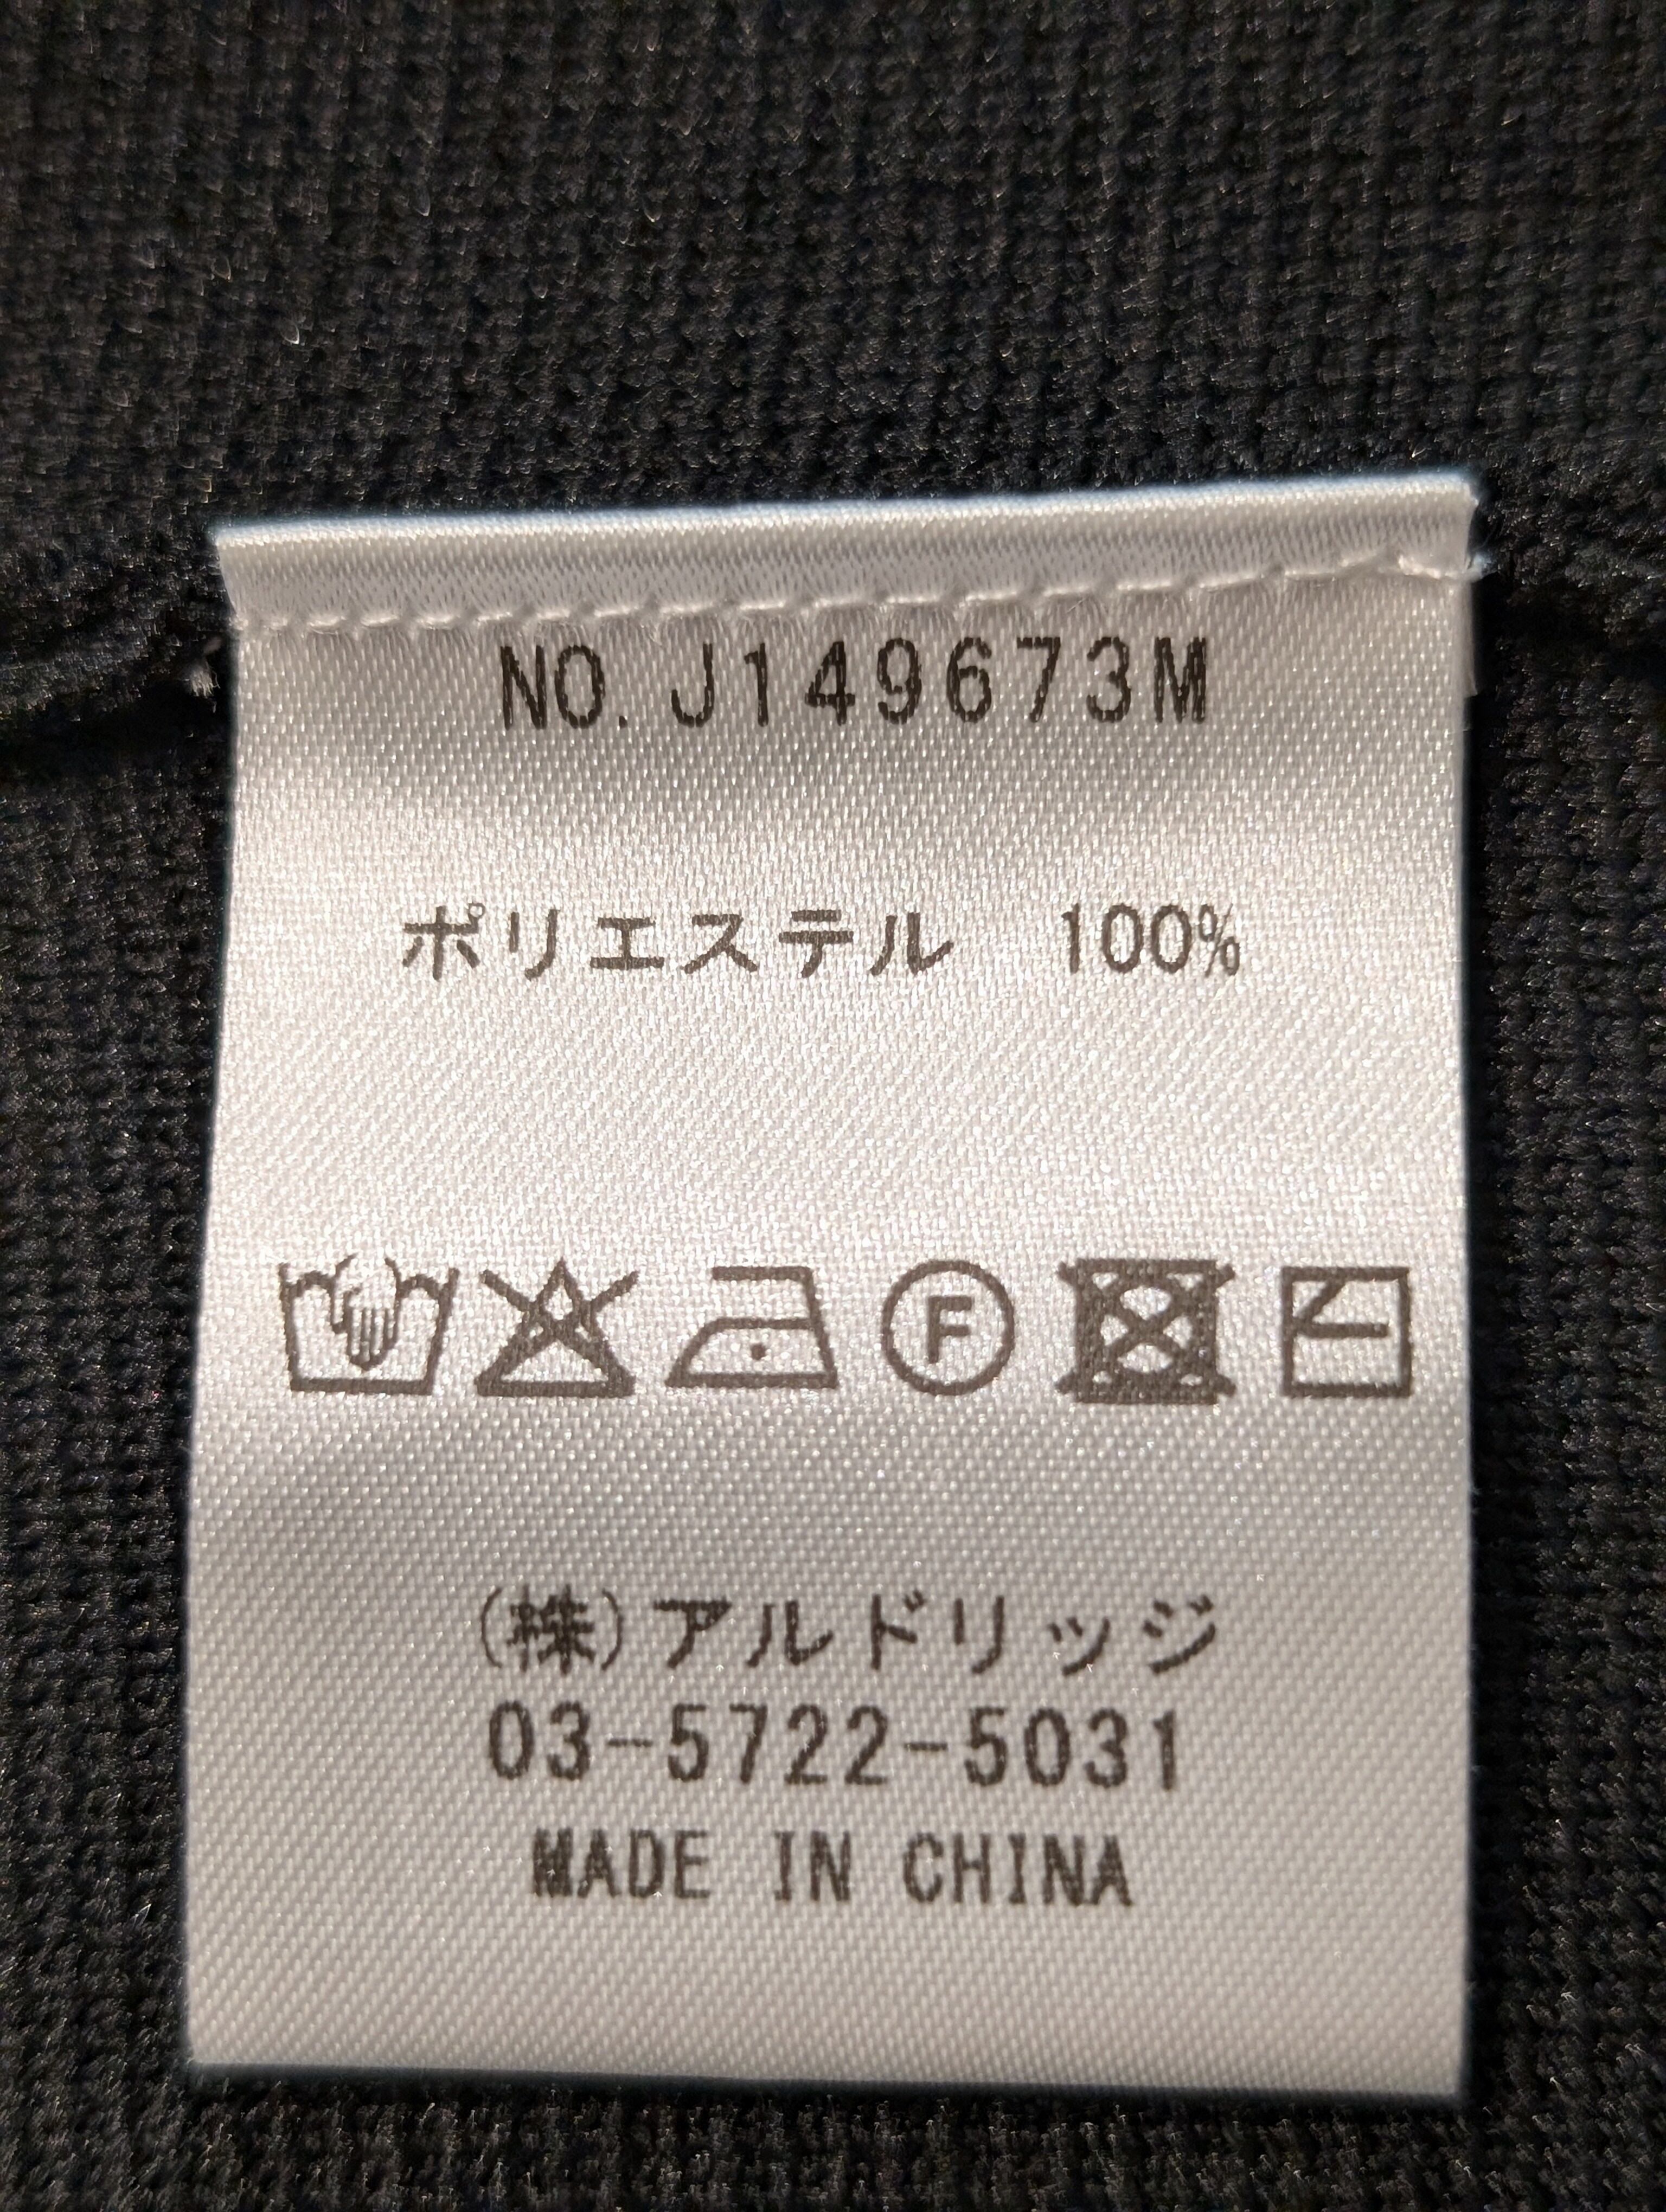 NO. J149673M
ポリエステル 100%
F
(株)アルドリッジ
03-5722-5031
MADE IN CHINA